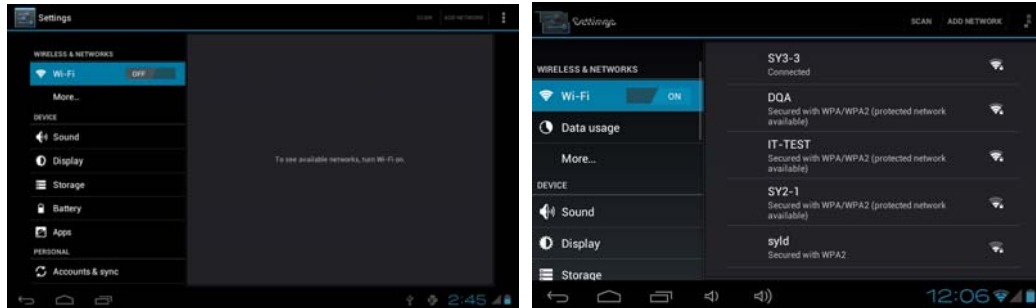 Settings
SCAN
ADD NETWORK
WIRELESS & NETWORKS
Wi-Fi
OFF
More...
DEVICE
Sound
Display
Storage
Battery
Apps
PERSONAL
Accounts & sync
To see available networks, turn Wi-Fi on.
2:45
Settings
SCAN
ADD NETWORK
WIRELESS & NETWORKS
Wi-Fi
ON
Data usage
More...
DEVICE
Sound
Display
Storage
SY3-3
Connected
DQA
Secured with WPA/WPA2 (protected network
available)
IT-TEST
Secured with WPA/WPA2 (protected network
available)
SY2-1
Secured with WPA/WPA2 (protected network
available)
syld
Secured with WPA2
12:06